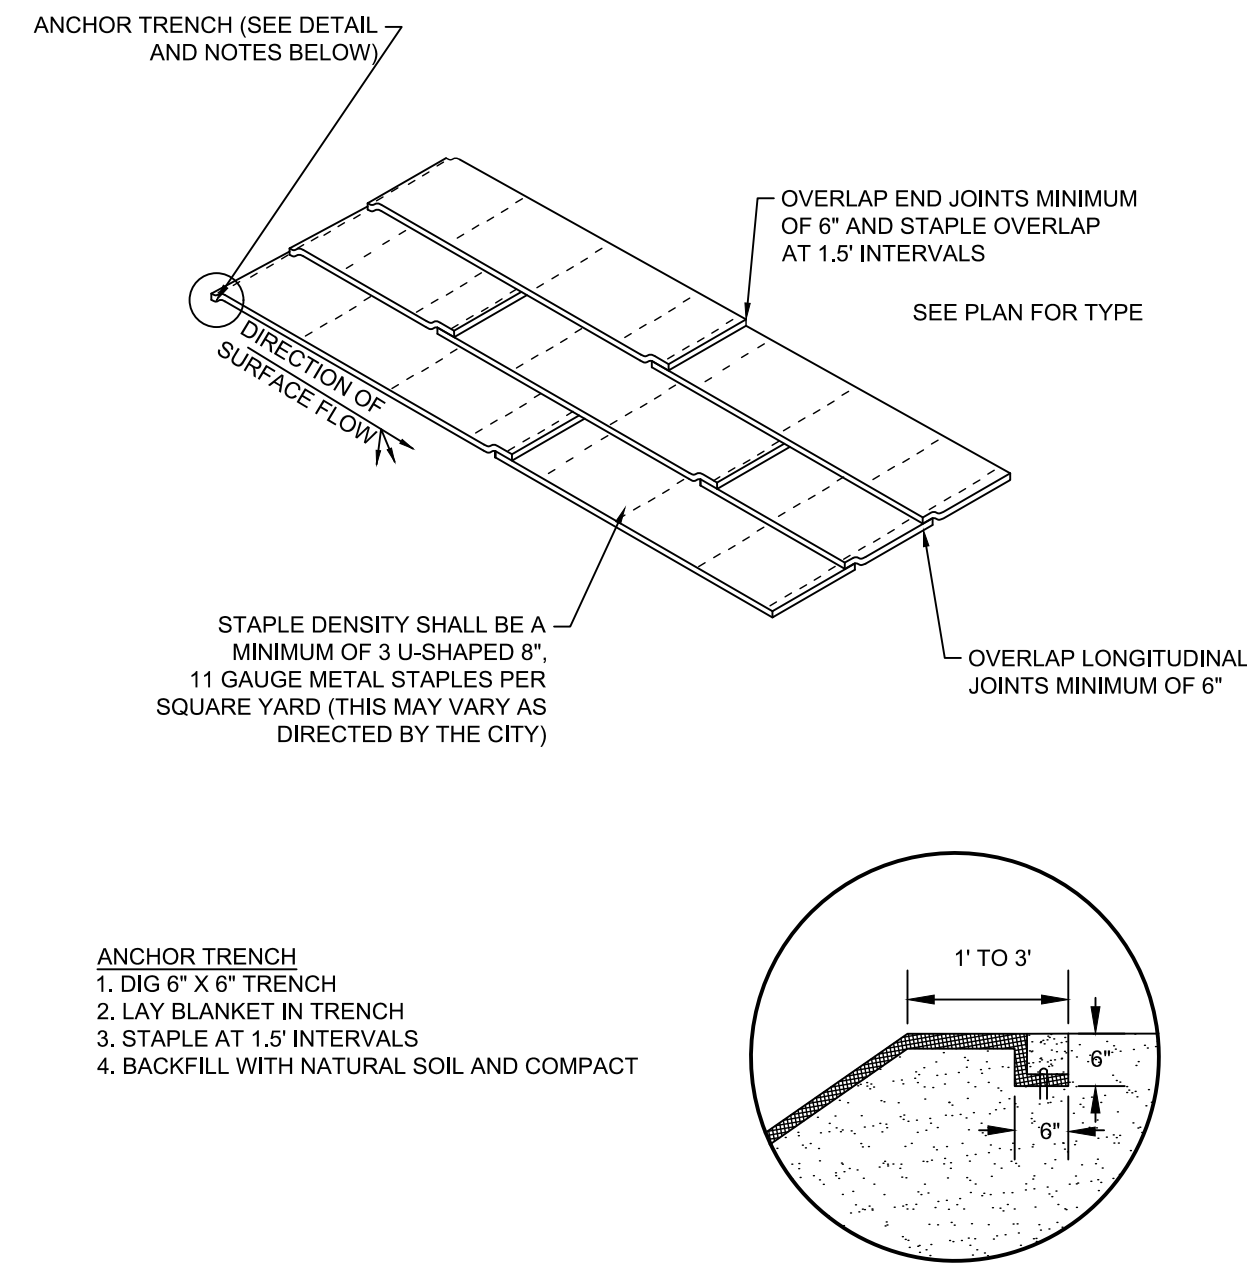 ANCHOR TRENCH (SEE DETAIL
AND NOTES BELOW)
OVERLAP END JOINTS MINIMUM
OF 6" AND STAPLE OVERLAP
AT 1.5' INTERVALS
SEE PLAN FOR TYPE
DIRECTION OF
SURFACE FLOW
STAPLE DENSITY SHALL BE A
MINIMUM OF 3 U-SHAPED 8",
11 GAUGE METAL STAPLES PER
SQUARE YARD (THIS MAY VARY AS
DIRECTED BY THE CITY)
OVERLAP LONGITUDINAL
JOINTS MINIMUM OF 6"
ANCHOR TRENCH
1. DIG 6" X 6" TRENCH
2. LAY BLANKET IN TRENCH
3. STAPLE AT 1.5' INTERVALS
4. BACKFILL WITH NATURAL SOIL AND COMPACT
1' TO 3'
6"
6"